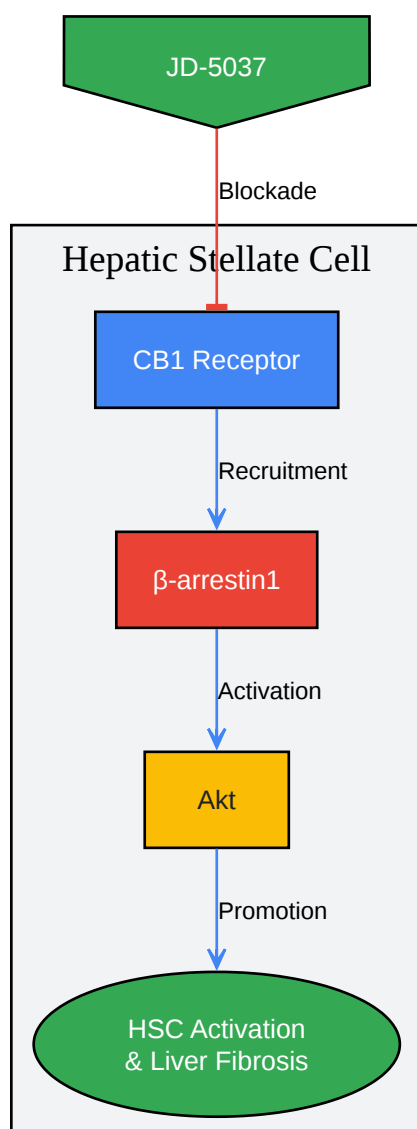 JD-5037
Blockade
Hepatic Stellate Cell
CB1 Receptor
Recruitment
β-arrestin1
Activation
Akt
Promotion
HSC Activation
& Liver Fibrosis